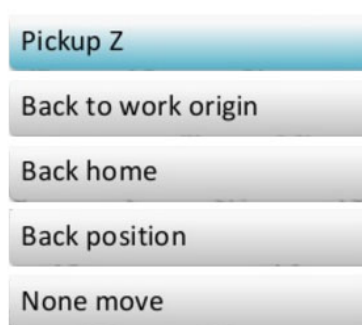 Pickup Z
Back to work origin
Back home
Back position
None move